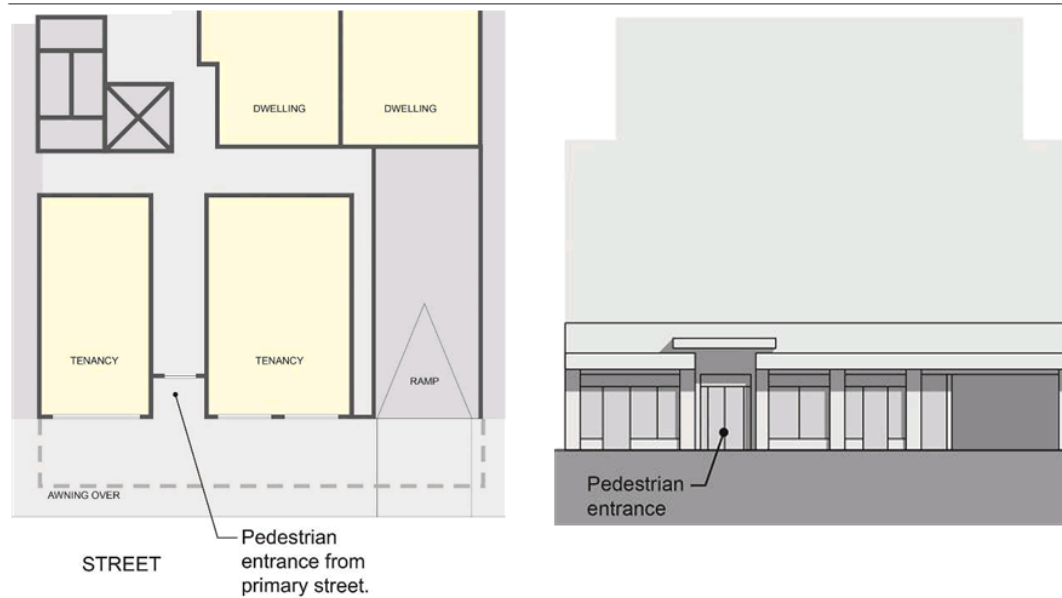 DWELLING
DWELLING
TENANCY
TENANCY
RAMP
AWNING OVER
STREET
Pedestrian
entrance from
primary street.
Pedestrian
entrance